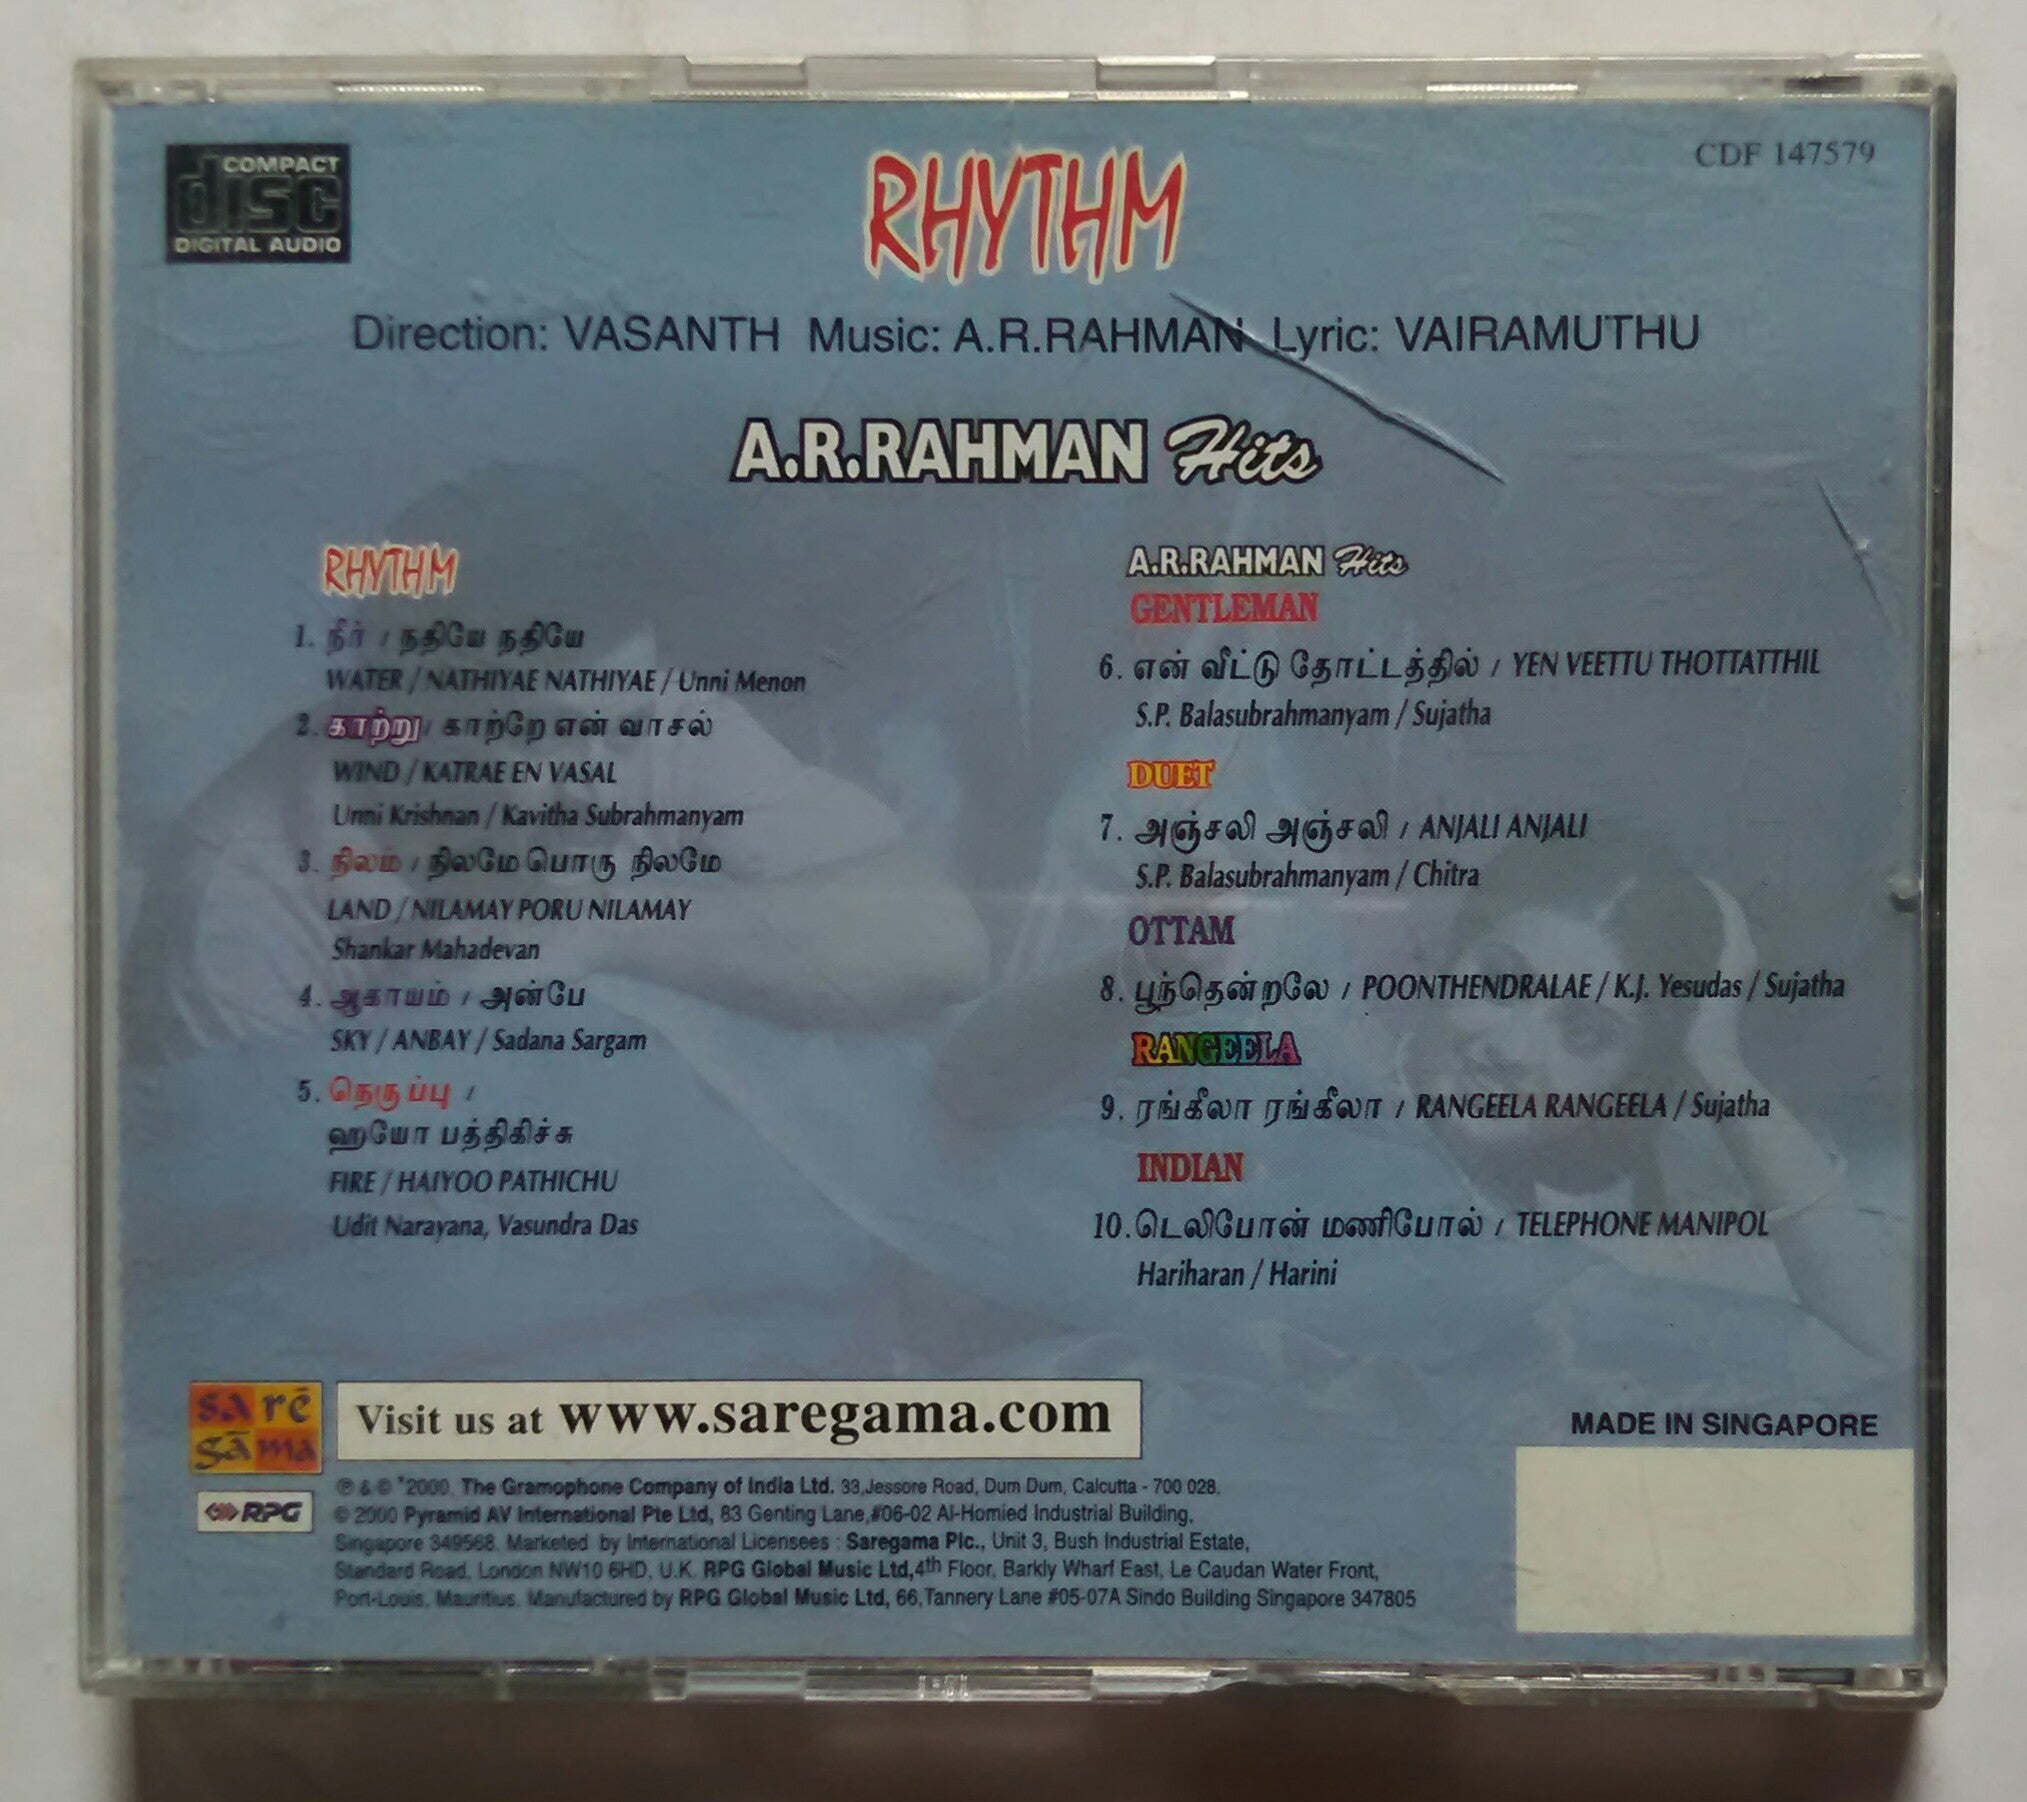 COMPACT
disc
DIGITAL AUDIO
RHYTHM
CDF 147579
Direction: VASANTH Music: A.R.RAHMAN Lyric: VAIRAMUTHU
A.R.RAHMAN Hits
RHYTHM
1. நீர் / நதியே நதியே
WATER / NATHIYAE NATHIYAE / Unni Menon
2. காற்று / காற்றே என் வாசல்
WIND / KATRAE EN VASAL
Unni Krishnan / Kavitha Subrahmanyam
3. நிலம் / நிலமே பொரு நிலமே
LAND / NILAMAY PORU NILAMAY
Shankar Mahadevan
4. ஆகாயம் / அன்பே
SKY / ANBAY / Sadana Sargam
5. நெருப்பு /
ஹயோ பத்திகிச்சு
FIRE / HAIYOO PATHICHU
Udit Narayana, Vasundra Das
A.R.RAHMAN Hits
GENTLEMAN
6. என் வீட்டு தோட்டத்தில் / YEN VEETTU THOTTATTHIL
S.P. Balasubrahmanyam / Sujatha
DUET
7. அஞ்சலி அஞ்சலி / ANJALI ANJALI
S.P. Balasubrahmanyam / Chitra
OTTAM
8. பூந்தென்றலே / POONTHENDRALAE / K.J. Yesudas / Sujatha
RANGEELA
9. ரங்கீலா ரங்கீலா / RANGEELA RANGEELA / Sujatha
INDIAN
10. டெலிபோன் மணிபோல் / TELEPHONE MANIPOL
Hariharan / Harini
sa rē
gāma
Visit us at www.saregama.com
MADE IN SINGAPORE
RPG
℗ & © "2000. The Gramophone Company of India Ltd. 33,Jessore Road, Dum Dum, Calcutta - 700 028.
© 2000 Pyramid AV International Pte Ltd, 83 Genting Lane,#06-02 Al-Homied Industrial Building,
Singapore 349568. Marketed by International Licensees : Saregama Plc., Unit 3, Bush Industrial Estate,
Standard Road, London NW10 6HD. U.K. RPG Global Music Ltd,4th Floor, Barkly Wharf East, Le Caudan Water Front,
Port-Louis, Mauritius. Manufactured by RPG Global Music Ltd, 66,Tannery Lane #05-07A Sindo Building Singapore 347805